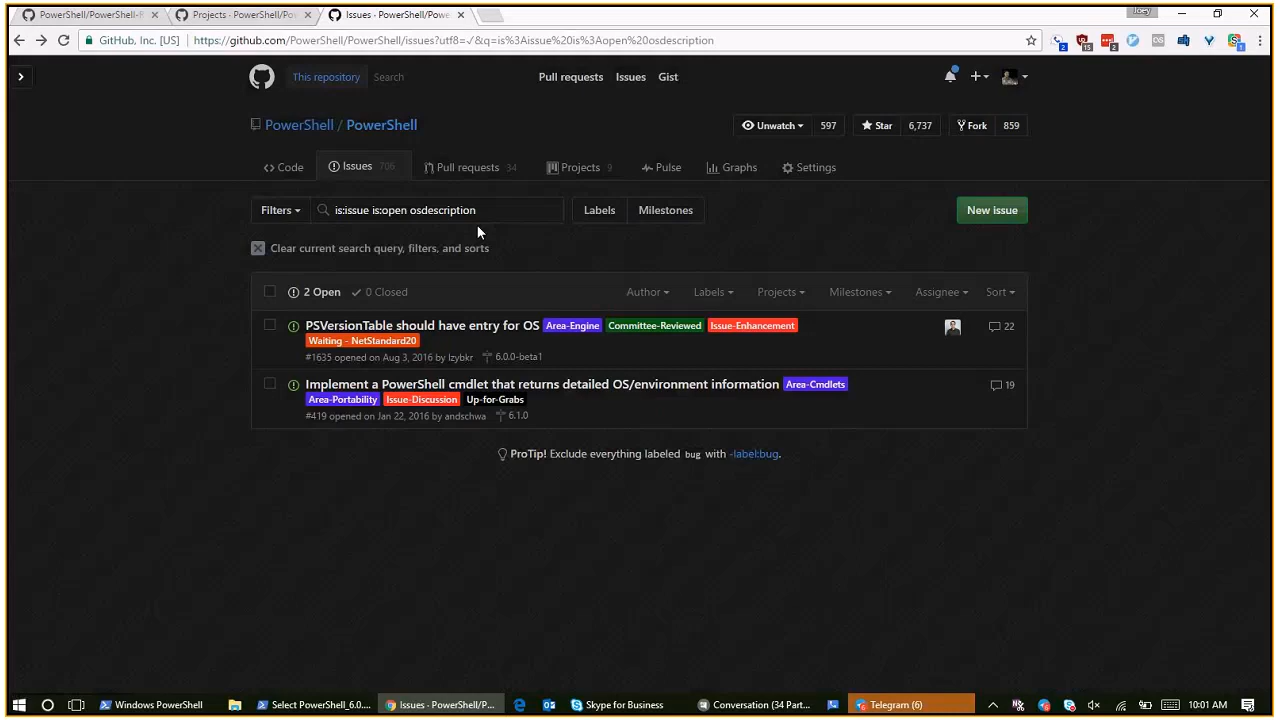 PowerShell/PowerShell-R
Projects · PowerShell/Pow
Issues · PowerShell/Powe
Joey
GitHub, Inc. [US]
https://github.com/PowerShell/PowerShell/issues?utf8=✓&q=is%3Aissue%20is%3Aopen%20osdescription
2 15 2 1
This repository Search Pull requests Issues Gist
PowerShell / PowerShell Unwatch 597 Star 6,737 Fork 859
Code Issues 706 Pull requests 34 Projects 9 Pulse Graphs Settings
Filters is:issue is:open osdescription Labels Milestones New issue
Clear current search query, filters, and sorts
2 Open 0 Closed Author Labels Projects Milestones Assignee Sort
PSVersionTable should have entry for OS Area-Engine Committee-Reviewed Issue-Enhancement 22
Waiting - NetStandard20
#1635 opened on Aug 3, 2016 by lzybkr 6.0.0-beta1
Implement a PowerShell cmdlet that returns detailed OS/environment information Area-Cmdlets 19
Area-Portability Issue-Discussion Up-for-Grabs
#419 opened on Jan 22, 2016 by andschwa 6.1.0
ProTip! Exclude everything labeled bug with -label:bug.
Windows PowerShell Select PowerShell_6.0.... Issues · PowerShell/P... Skype for Business Conversation (34 Parti... Telegram (6) 10:01 AM